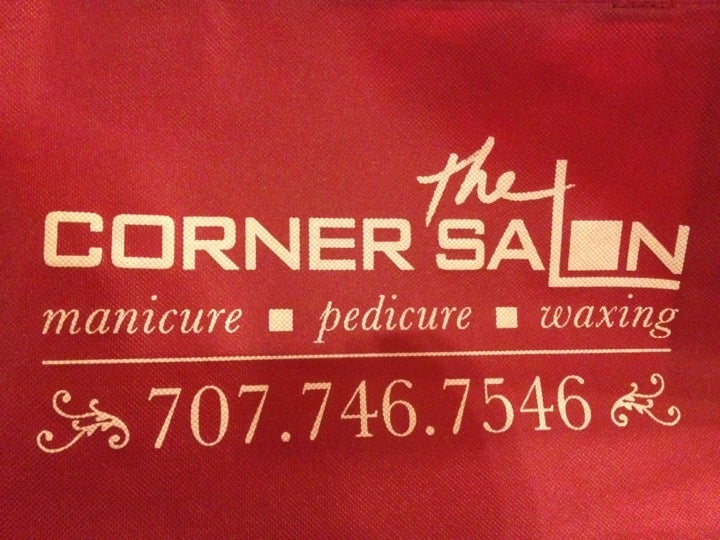 the
CORNER SALON
manicure ■ pedicure ■ waxing
707.746.7546